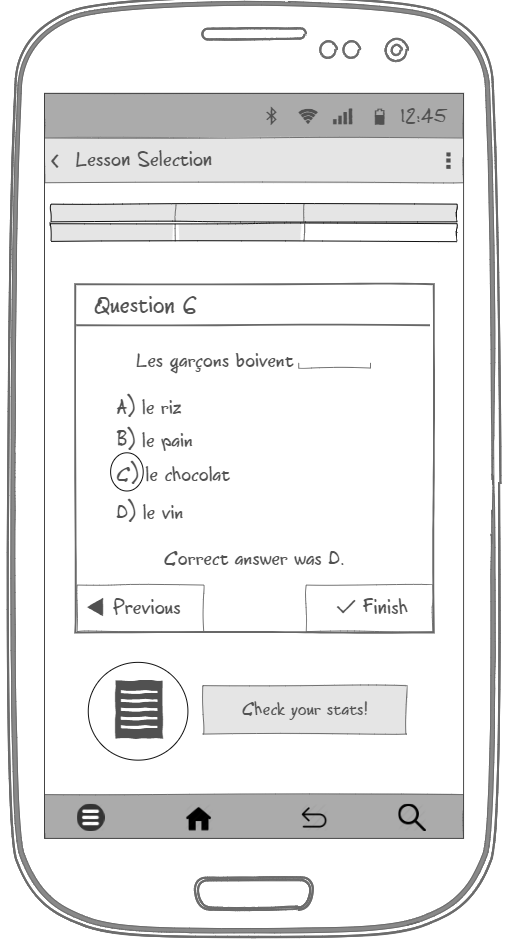 12:45
Lesson Selection
Question 6
Les garçons boivent
A) le riz
B) le pain
C) le chocolat
D) le vin
Correct answer was D.
Previous
Finish
Check your stats!